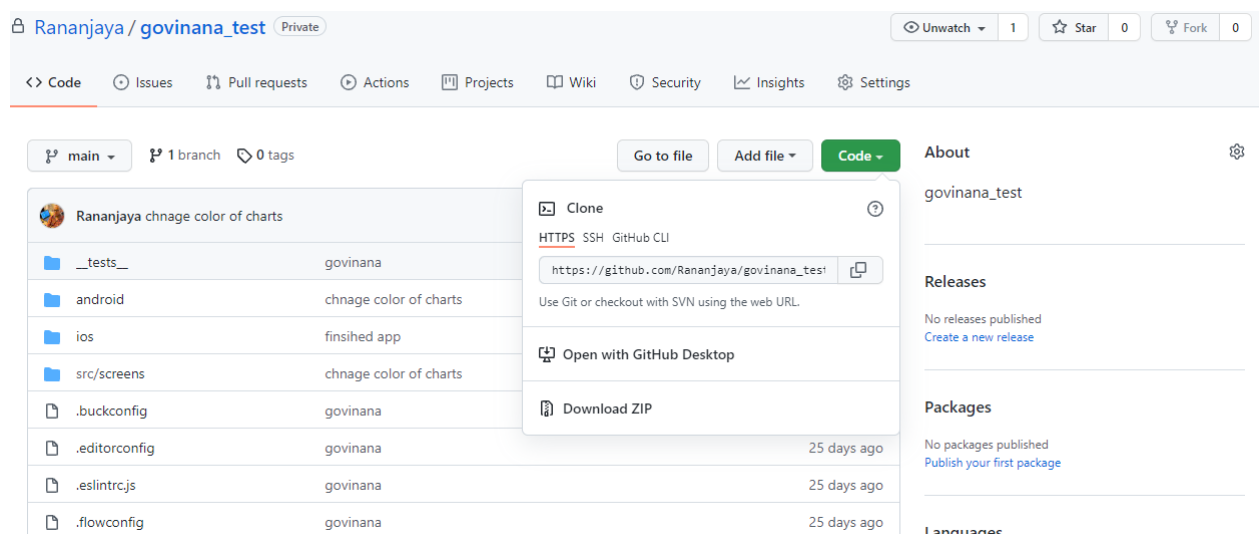 Rananjaya / govinana_test Private Unwatch 1 Star 0 Fork 0
<> Code Issues Pull requests Actions Projects Wiki Security Insights Settings
main 1 branch 0 tags Go to file Add file Code
About
govinana_test
Rananjaya chnage color of charts
Clone
HTTPS SSH GitHub CLI
https://github.com/Rananjaya/govinana_test
Use Git or checkout with SVN using the web URL.
Open with GitHub Desktop
Download ZIP
__tests__ govinana
android chnage color of charts
ios finsihed app
src/screens chnage color of charts
.buckconfig govinana
.editorconfig govinana 25 days ago
.eslintrc.js govinana 25 days ago
.flowconfig govinana 25 days ago
Releases
No releases published
Create a new release
Packages
No packages published
Publish your first package
Languages